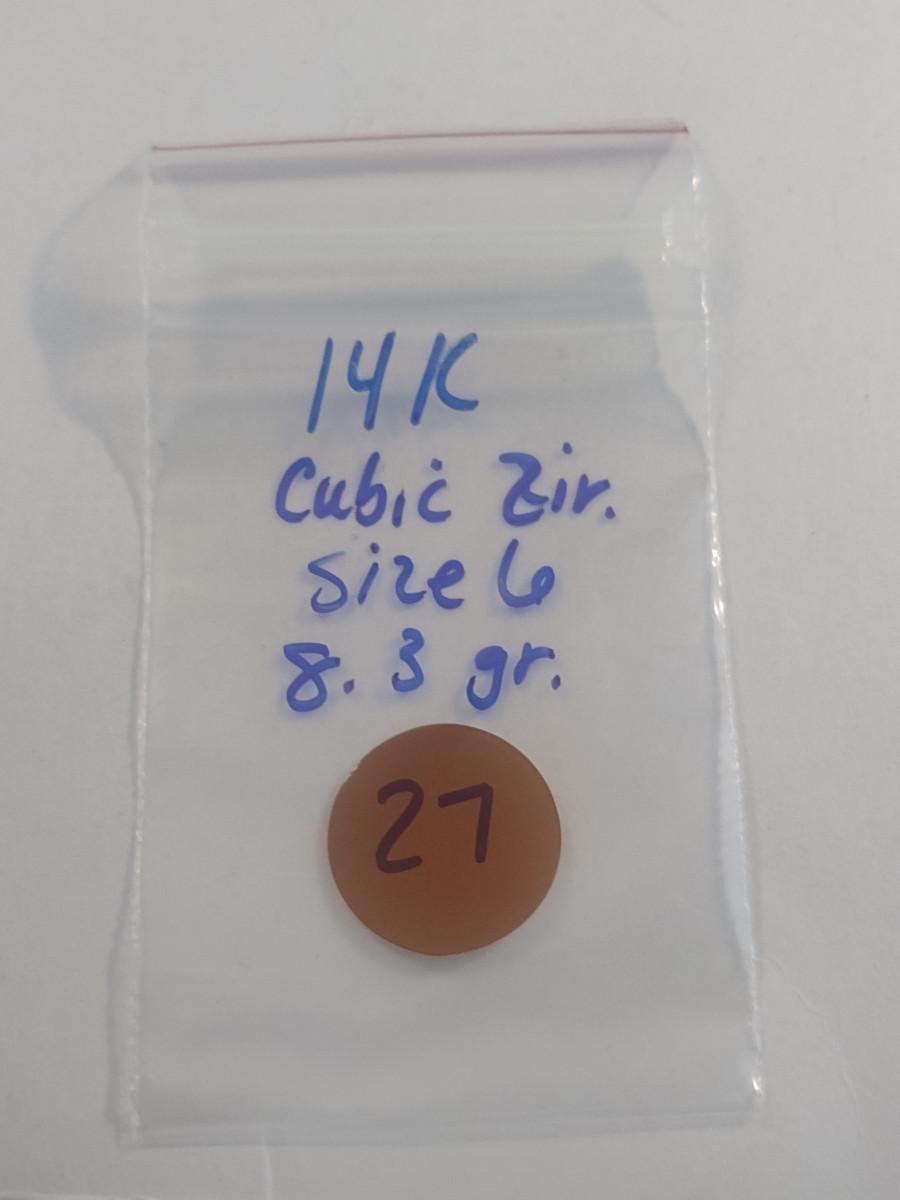 14K
Cubic Zir.
Size 6
8.3 gr.
27